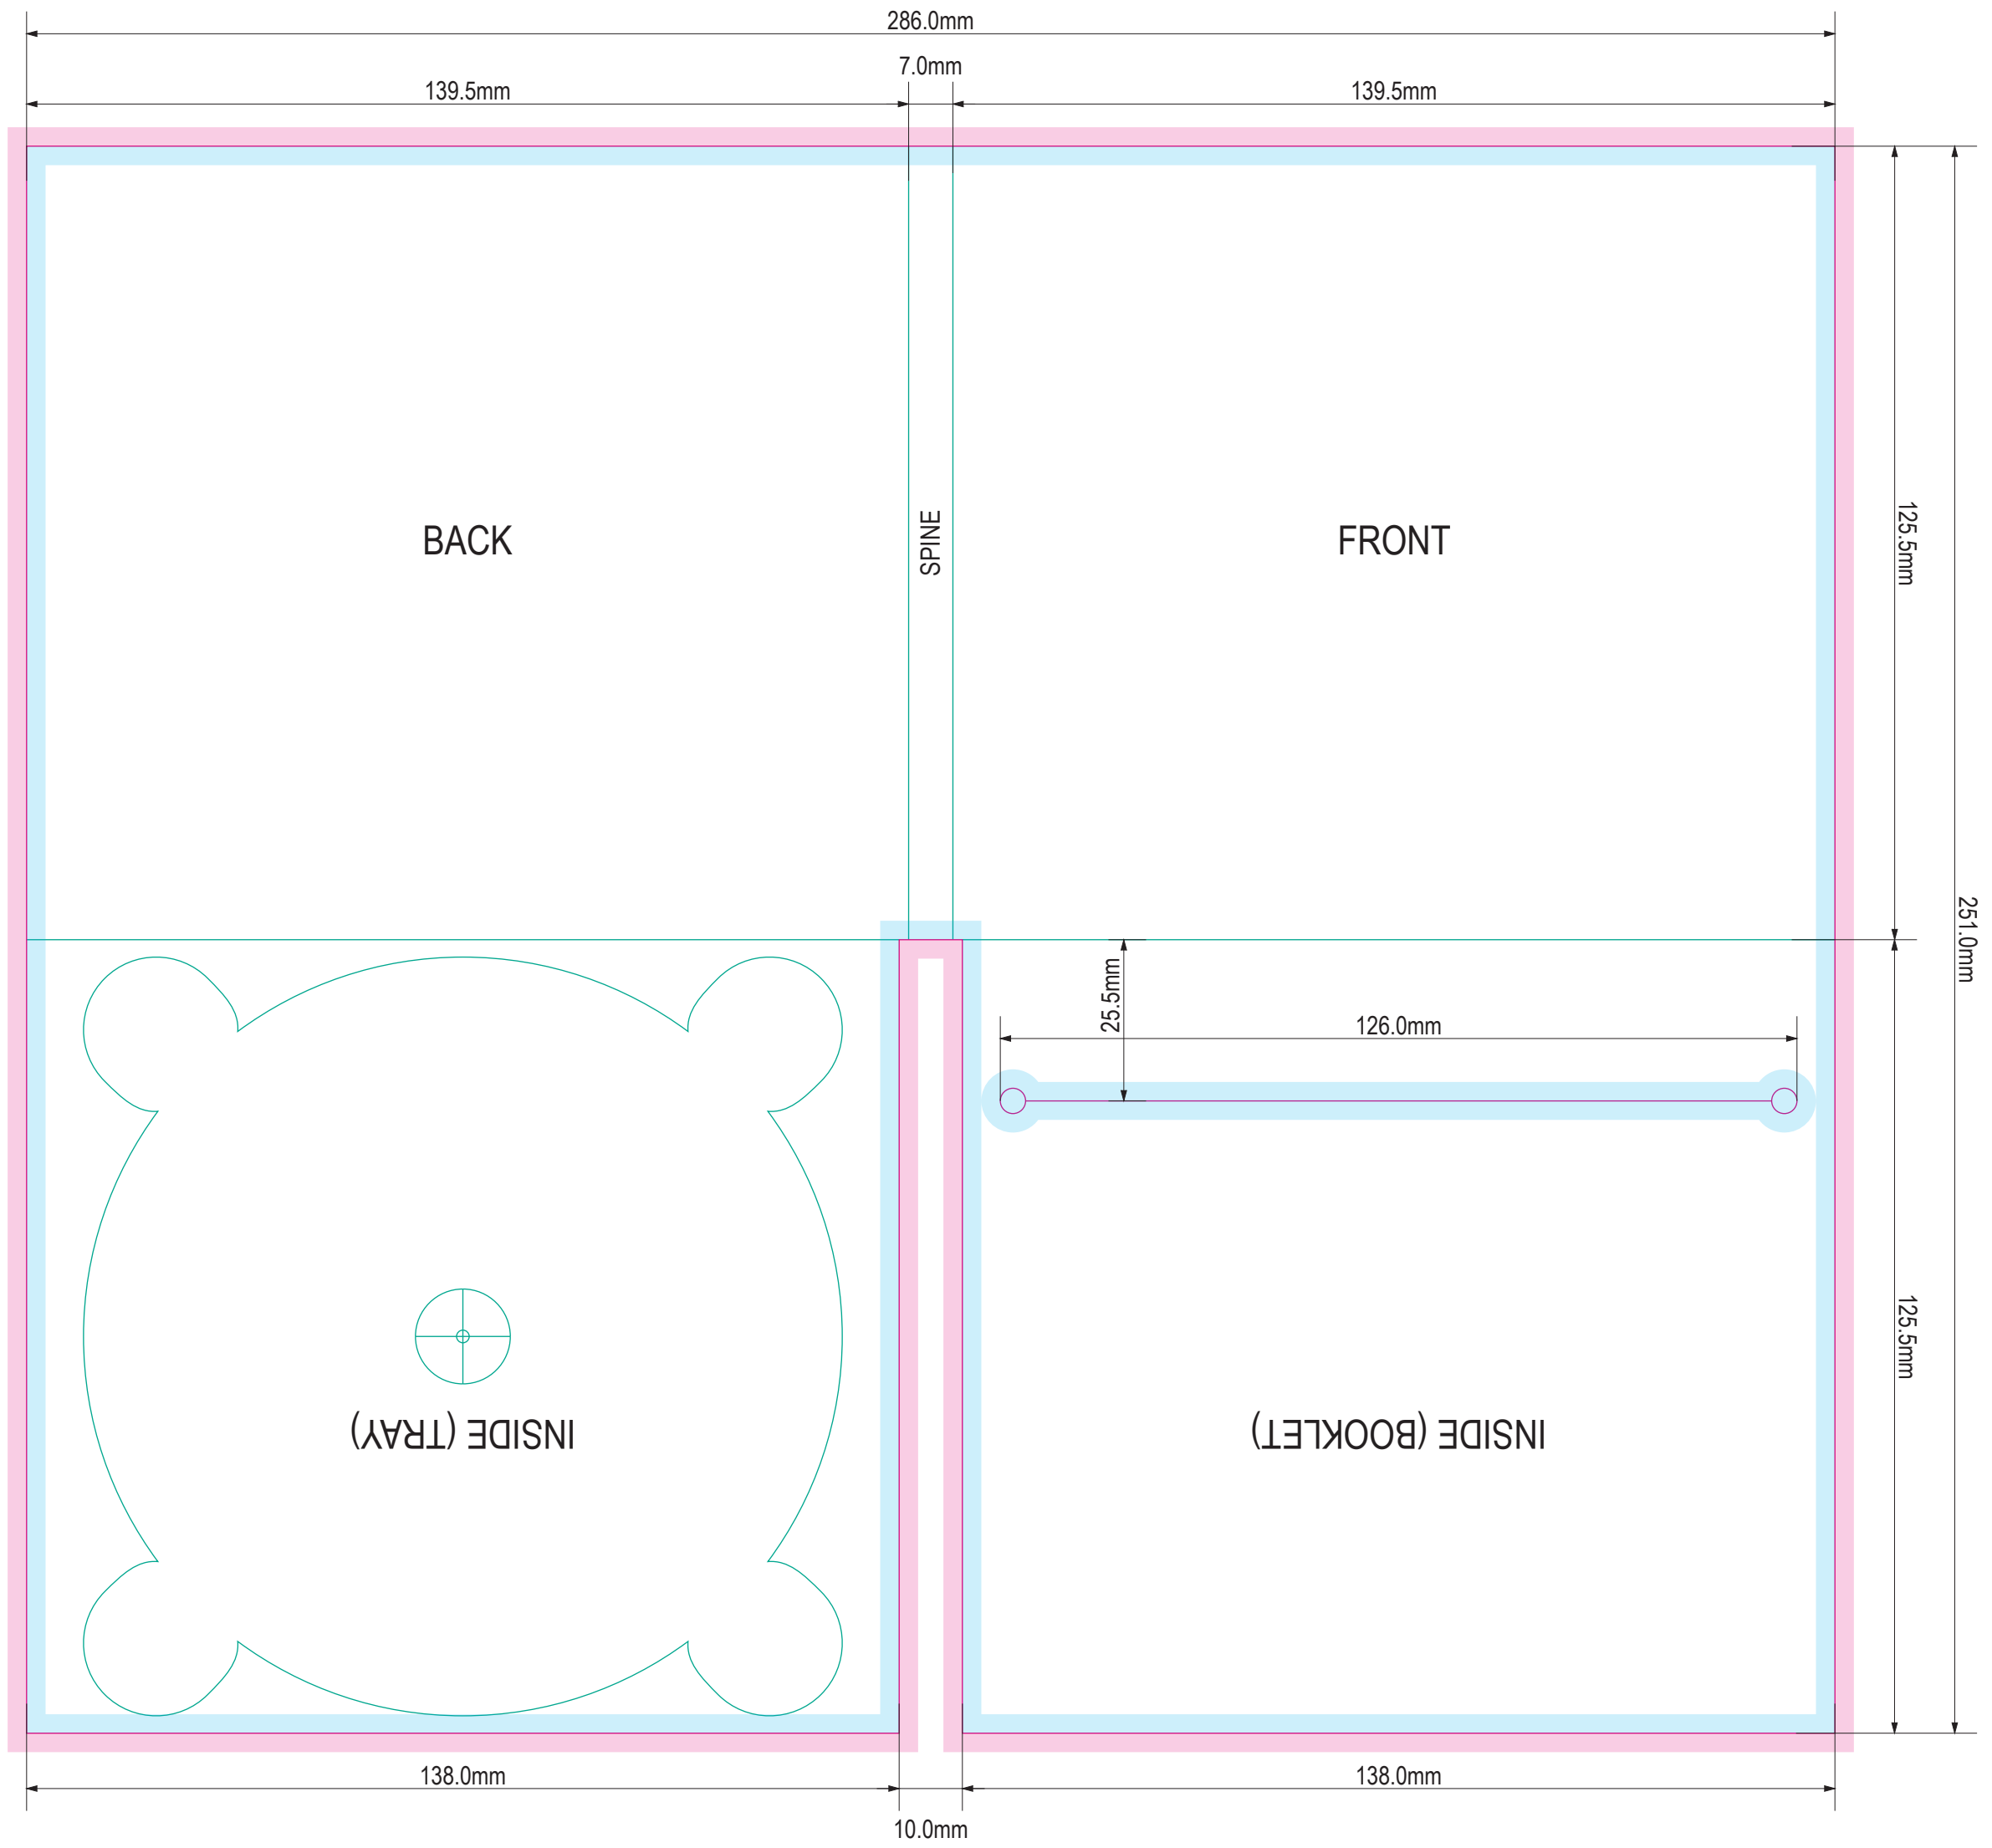 286.0mm
7.0mm
139.5mm
139.5mm
BACK
SPINE
FRONT
125.5mm
251.0mm
25.5mm
126.0mm
125.5mm
INSIDE (TRAY)
INSIDE (BOOKLET)
138.0mm
138.0mm
10.0mm